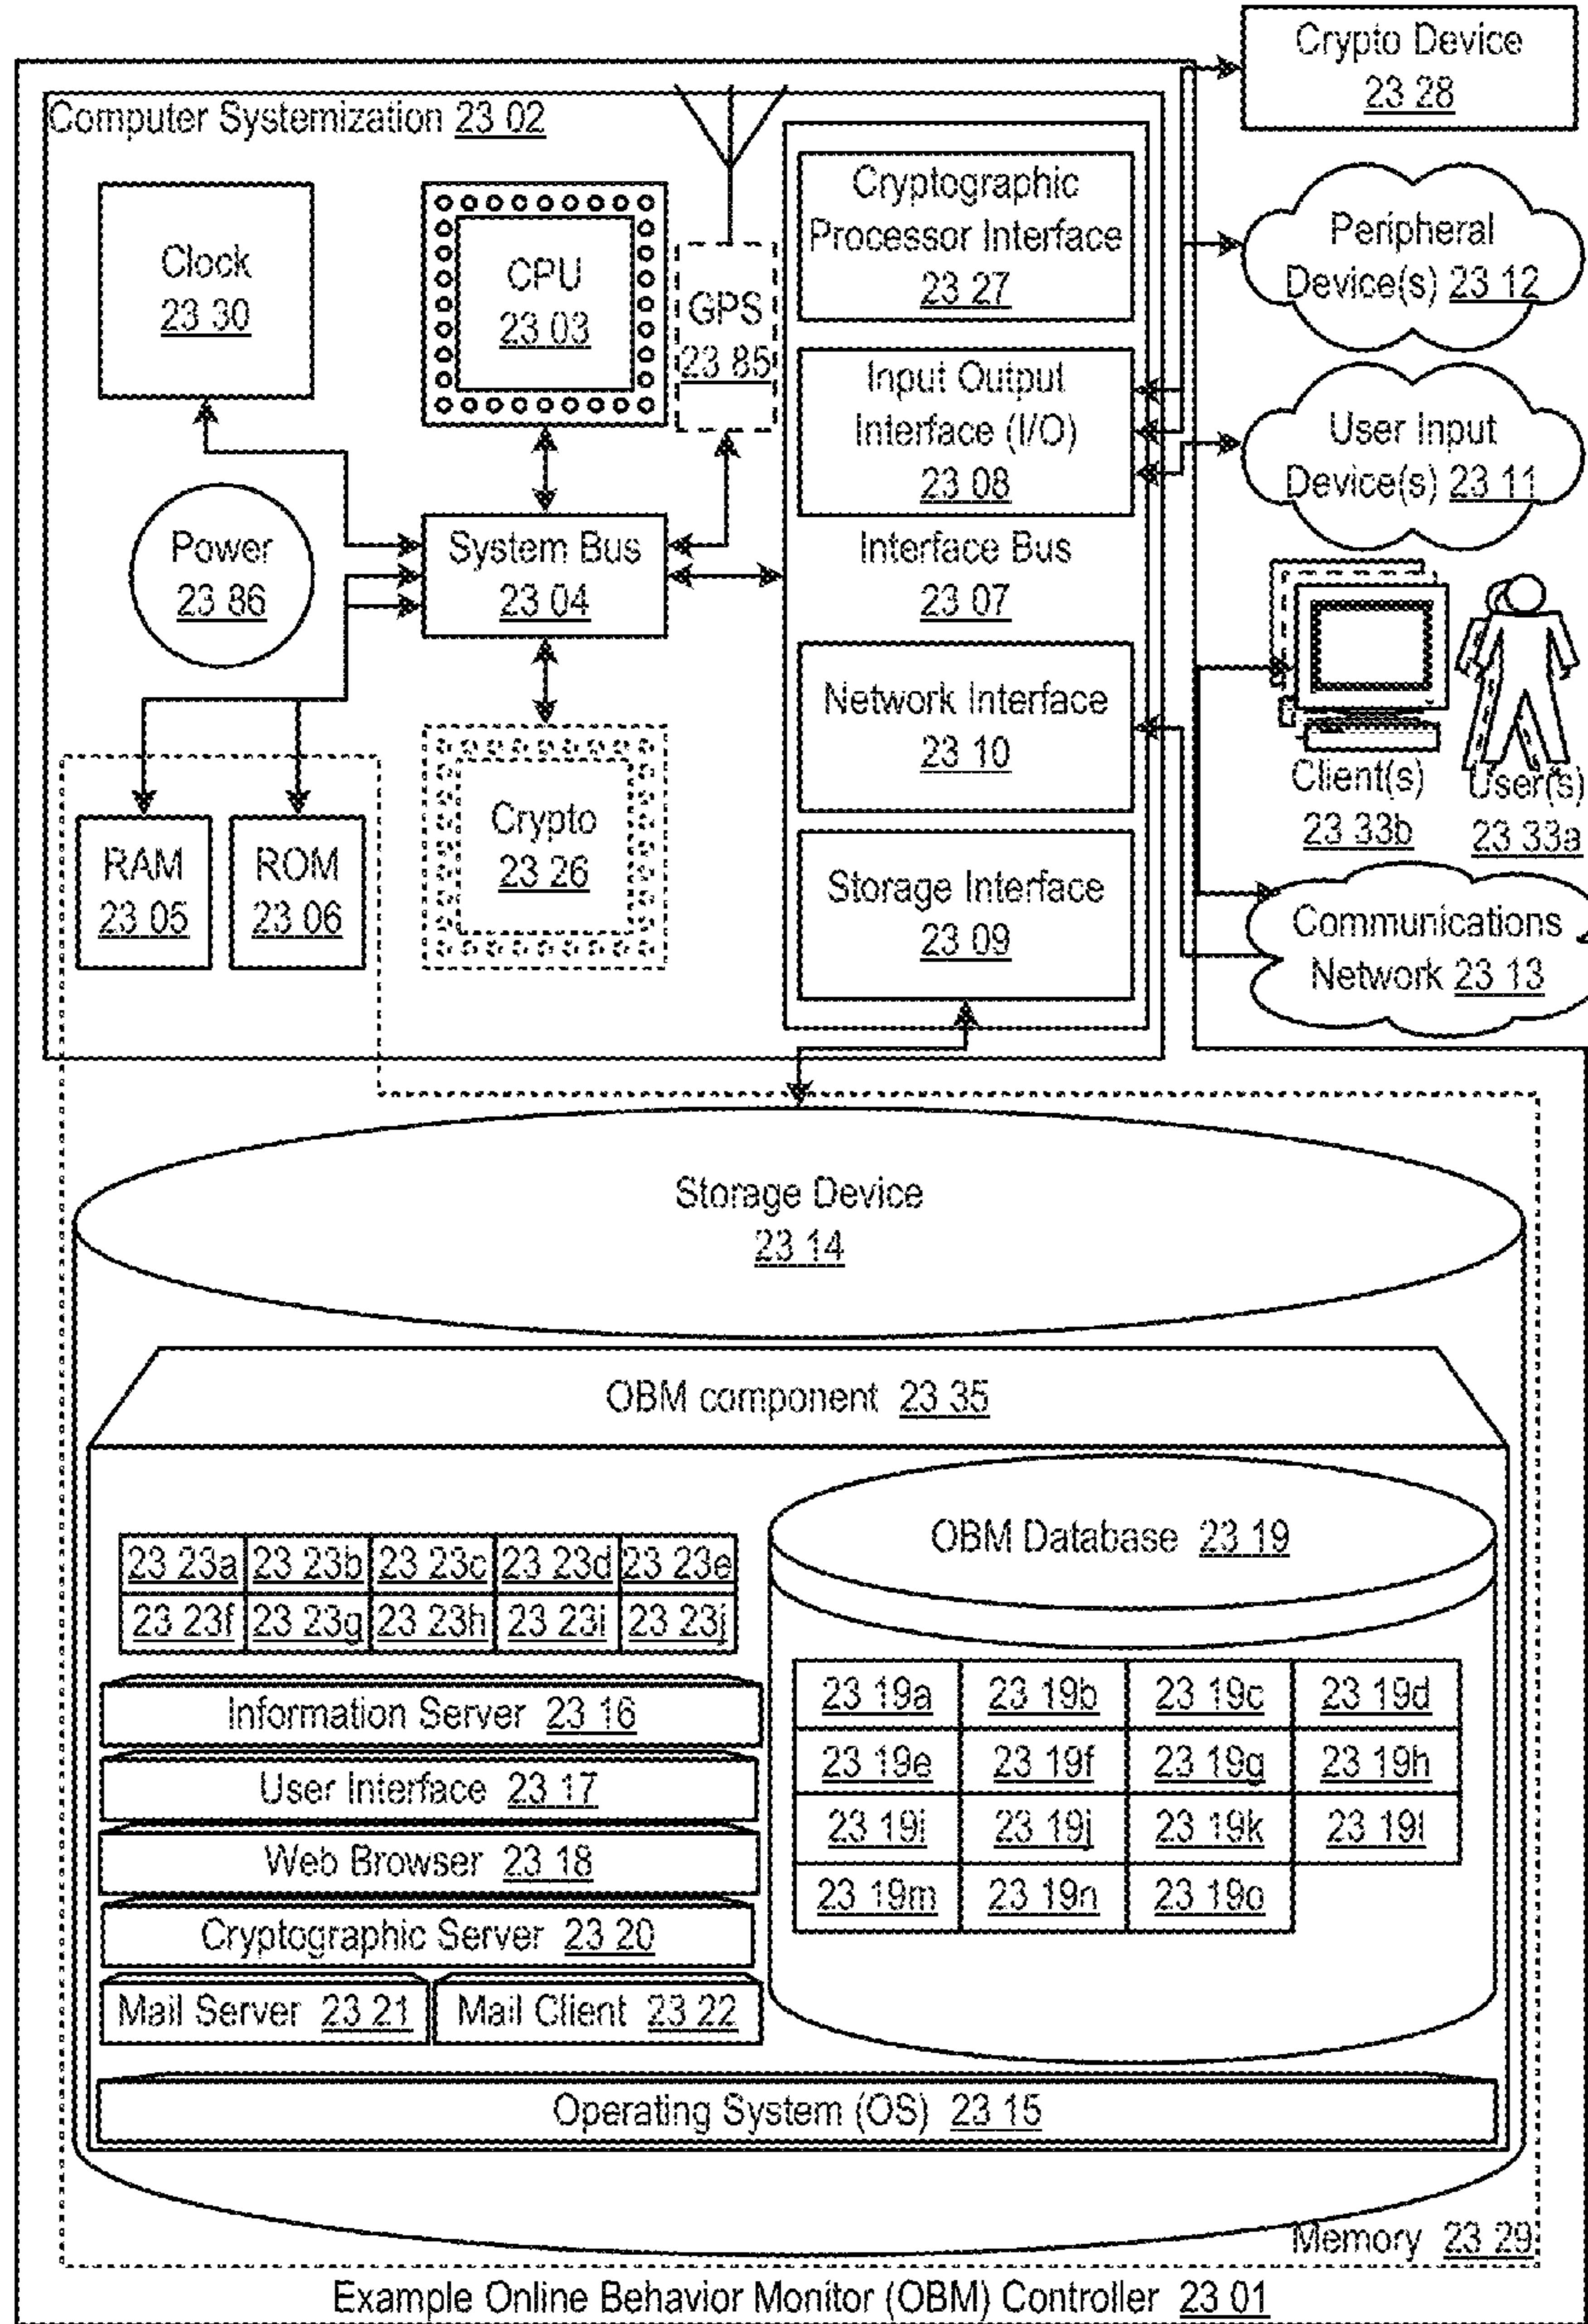 Crypto Device
23 28
Computer Systemization 23 02
Clock
23 30
CPU
23 03
GPS
23 85
Cryptographic
Processor Interface
23 27
Peripheral
Device(s) 23 12
Input Output
Interface (I/O)
23 08
User Input
Device(s) 23 11
Power
23 86
System Bus
23 04
Interface Bus
23 07
Network Interface
23 10
Client(s)
23 33b
User(s)
23 33a
RAM
23 05
ROM
23 06
Crypto
23 26
Storage Interface
23 09
Communications
Network 23 13
Storage Device
23 14
OBM component 23 35
OBM Database 23 19
23 23a 23 23b 23 23c 23 23d 23 23e
23 23f 23 23g 23 23h 23 23i 23 23j
Information Server 23 16
User Interface 23 17
Web Browser 23 18
Cryptographic Server 23 20
Mail Server 23 21
Mail Client 23 22
23 19a 23 19b 23 19c 23 19d
23 19e 23 19f 23 19g 23 19h
23 19i 23 19j 23 19k 23 19l
23 19m 23 19n 23 19o
Operating System (OS) 23 15
Memory 23 29
Example Online Behavior Monitor (OBM) Controller 23 01